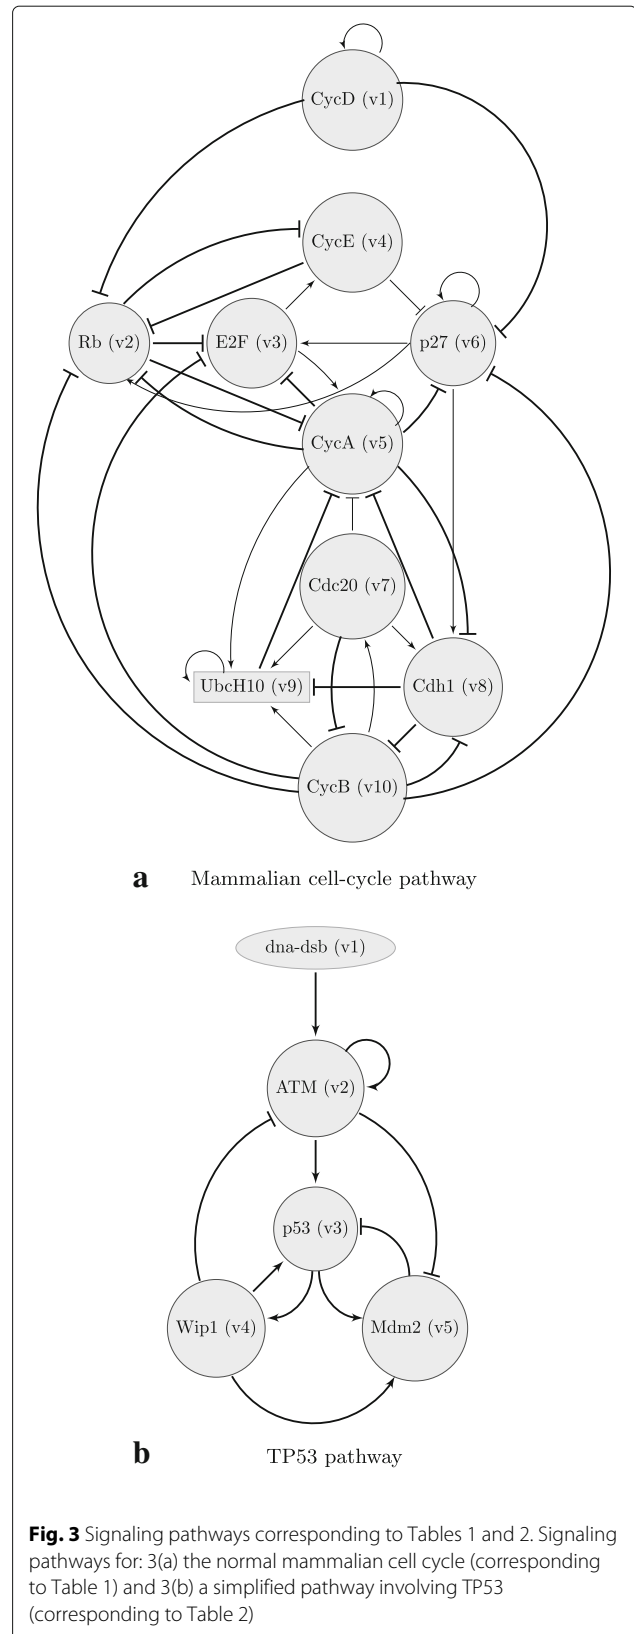 CycD (v1)
CycE (v4)
Rb (v2)
E2F (v3)
p27 (v6)
CycA (v5)
Cdc20 (v7)
UbcH10 (v9)
Cdh1 (v8)
CycB (v10)
a Mammalian cell-cycle pathway
dna-dsb (v1)
ATM (v2)
p53 (v3)
Wip1 (v4)
Mdm2 (v5)
b TP53 pathway
Fig. 3 Signaling pathways corresponding to Tables 1 and 2. Signaling
pathways for: 3(a) the normal mammalian cell cycle (corresponding
to Table 1) and 3(b) a simplified pathway involving TP53
(corresponding to Table 2)